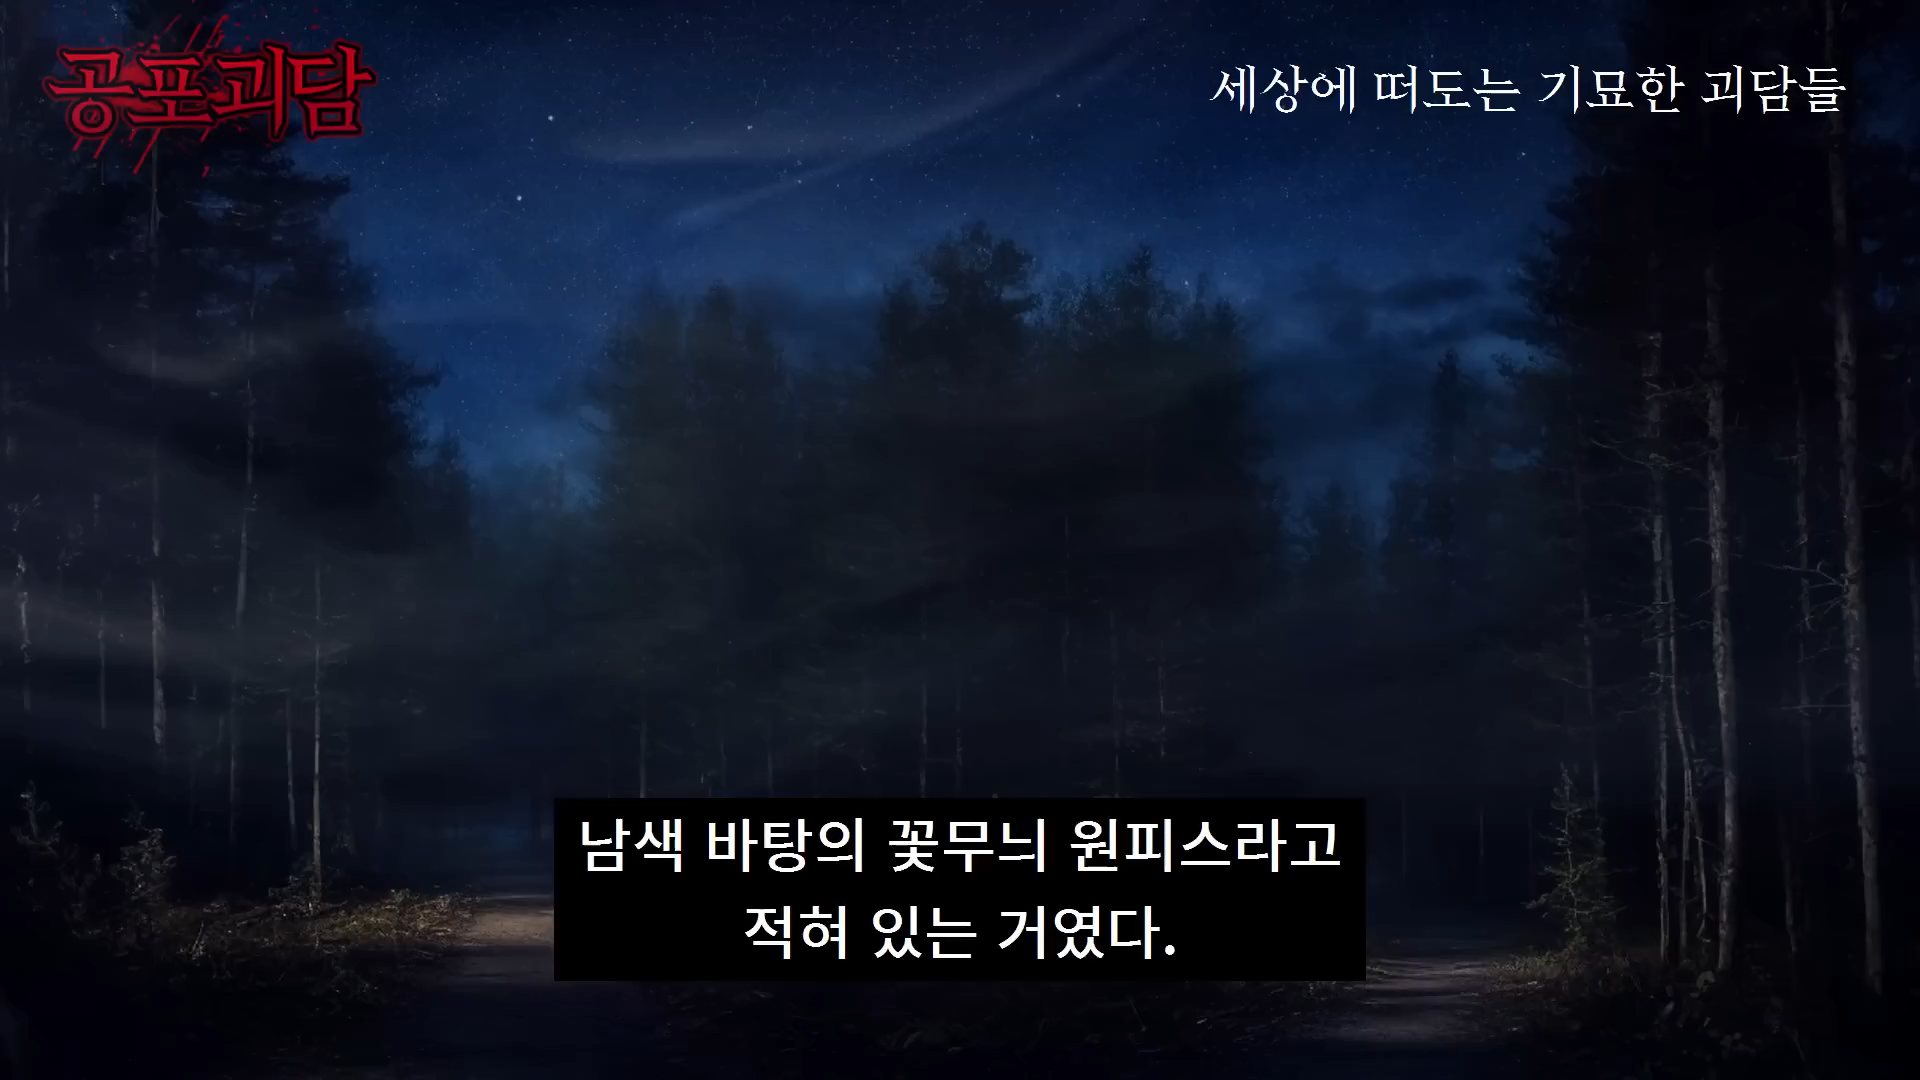 공포괴담
세상에 떠도는 기묘한 괴담들
남색 바탕의 꽃무늬 원피스라고
적혀 있는 거였다.